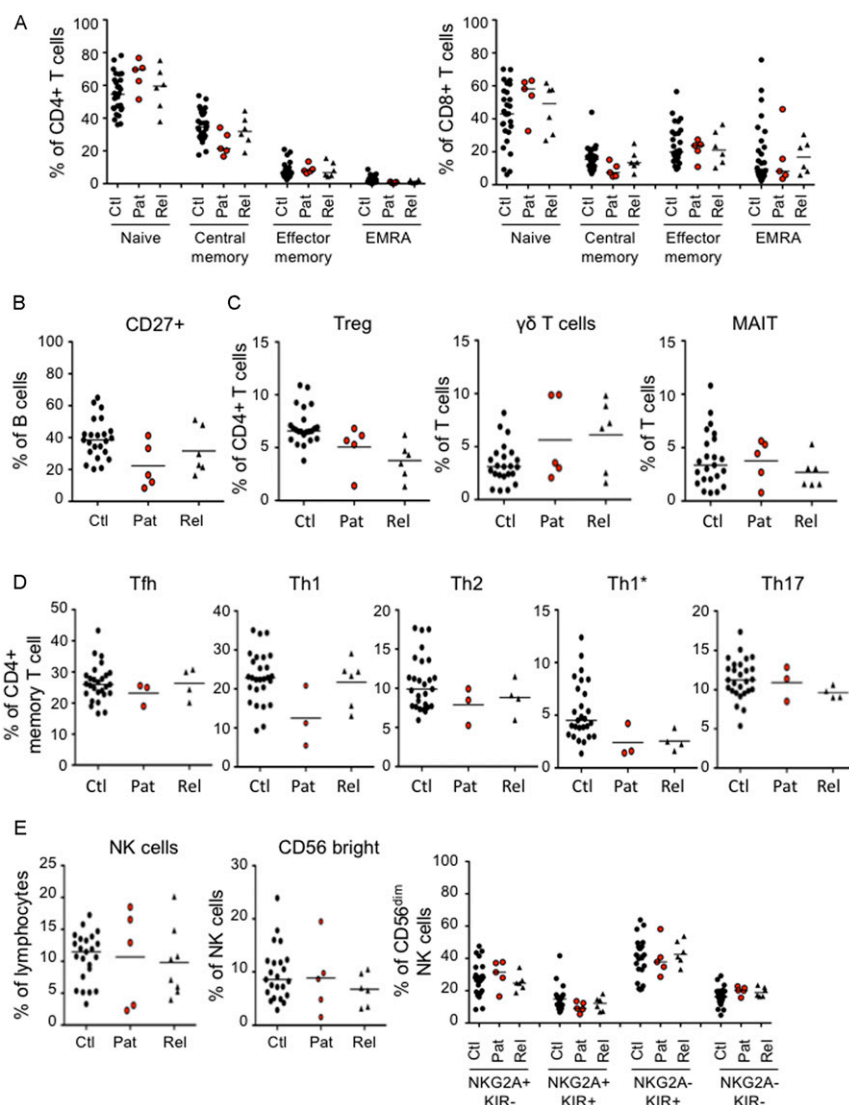 A
% of CD4+ T cells
100
80
60
40
20
0
Ctl Pat Rel Ctl Pat Rel Ctl Pat Rel Ctl Pat Rel
Naive Central memory Effector memory EMRA
% of CD8+ T cells
100
80
60
40
20
0
Ctl Pat Rel Ctl Pat Rel Ctl Pat Rel Ctl Pat Rel
Naive Central memory Effector memory EMRA
B
CD27+
% of B cells
100
80
60
40
20
0
Ctl Pat Rel
C
Treg
% of CD4+ T cells
15
10
5
0
Ctl Pat Rel
γδ T cells
% of T cells
15
10
5
0
Ctl Pat Rel
MAIT
% of T cells
15
10
5
0
Ctl Pat Rel
D
Tfh
% of CD4+
memory T cell
50
40
30
20
10
0
Ctl Pat Rel
Th1
40
30
20
10
0
Ctl Pat Rel
Th2
20
15
10
5
0
Ctl Pat Rel
Th1*
15
10
5
0
Ctl Pat Rel
Th17
20
15
10
5
0
Ctl Pat Rel
E
NK cells
% of lymphocytes
25
20
15
10
5
0
Ctl Pat Rel
CD56 bright
% of NK cells
30
20
10
0
Ctl Pat Rel
% of CD56dim
NK cells
100
80
60
40
20
0
Ctl Pat Rel Ctl Pat Rel Ctl Pat Rel Ctl Pat Rel
NKG2A+ NKG2A+ NKG2A- NKG2A-
KIR- KIR+ KIR+ KIR-